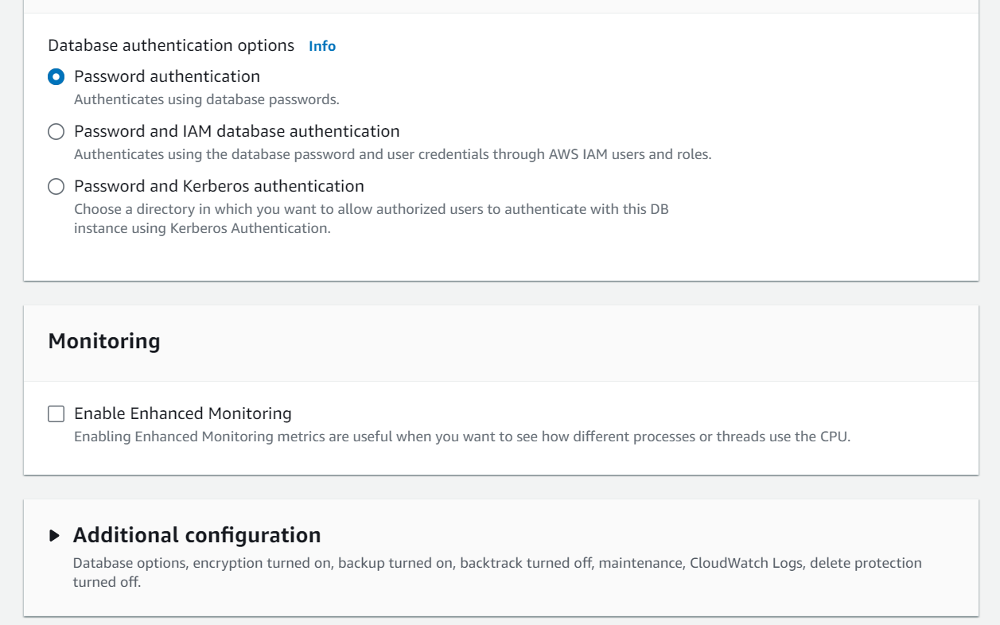 Database authentication options Info
Password authentication
Authenticates using database passwords.
Password and IAM database authentication
Authenticates using the database password and user credentials through AWS IAM users and roles.
Password and Kerberos authentication
Choose a directory in which you want to allow authorized users to authenticate with this DB
instance using Kerberos Authentication.
Monitoring
Enable Enhanced Monitoring
Enabling Enhanced Monitoring metrics are useful when you want to see how different processes or threads use the CPU.
Additional configuration
Database options, encryption turned on, backup turned on, backtrack turned off, maintenance, CloudWatch Logs, delete protection
turned off.